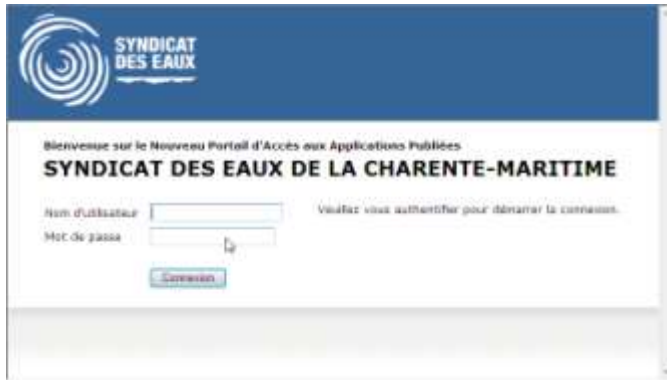 SYNDICAT
DES EAUX
Bienvenue sur le Nouveau Portail d'Accès aux Applications Publiées
SYNDICAT DES EAUX DE LA CHARENTE-MARITIME
Nom d'utilisateur
Veuillez vous authentifier pour démarrer la connexion.
Mot de passe
Connexion